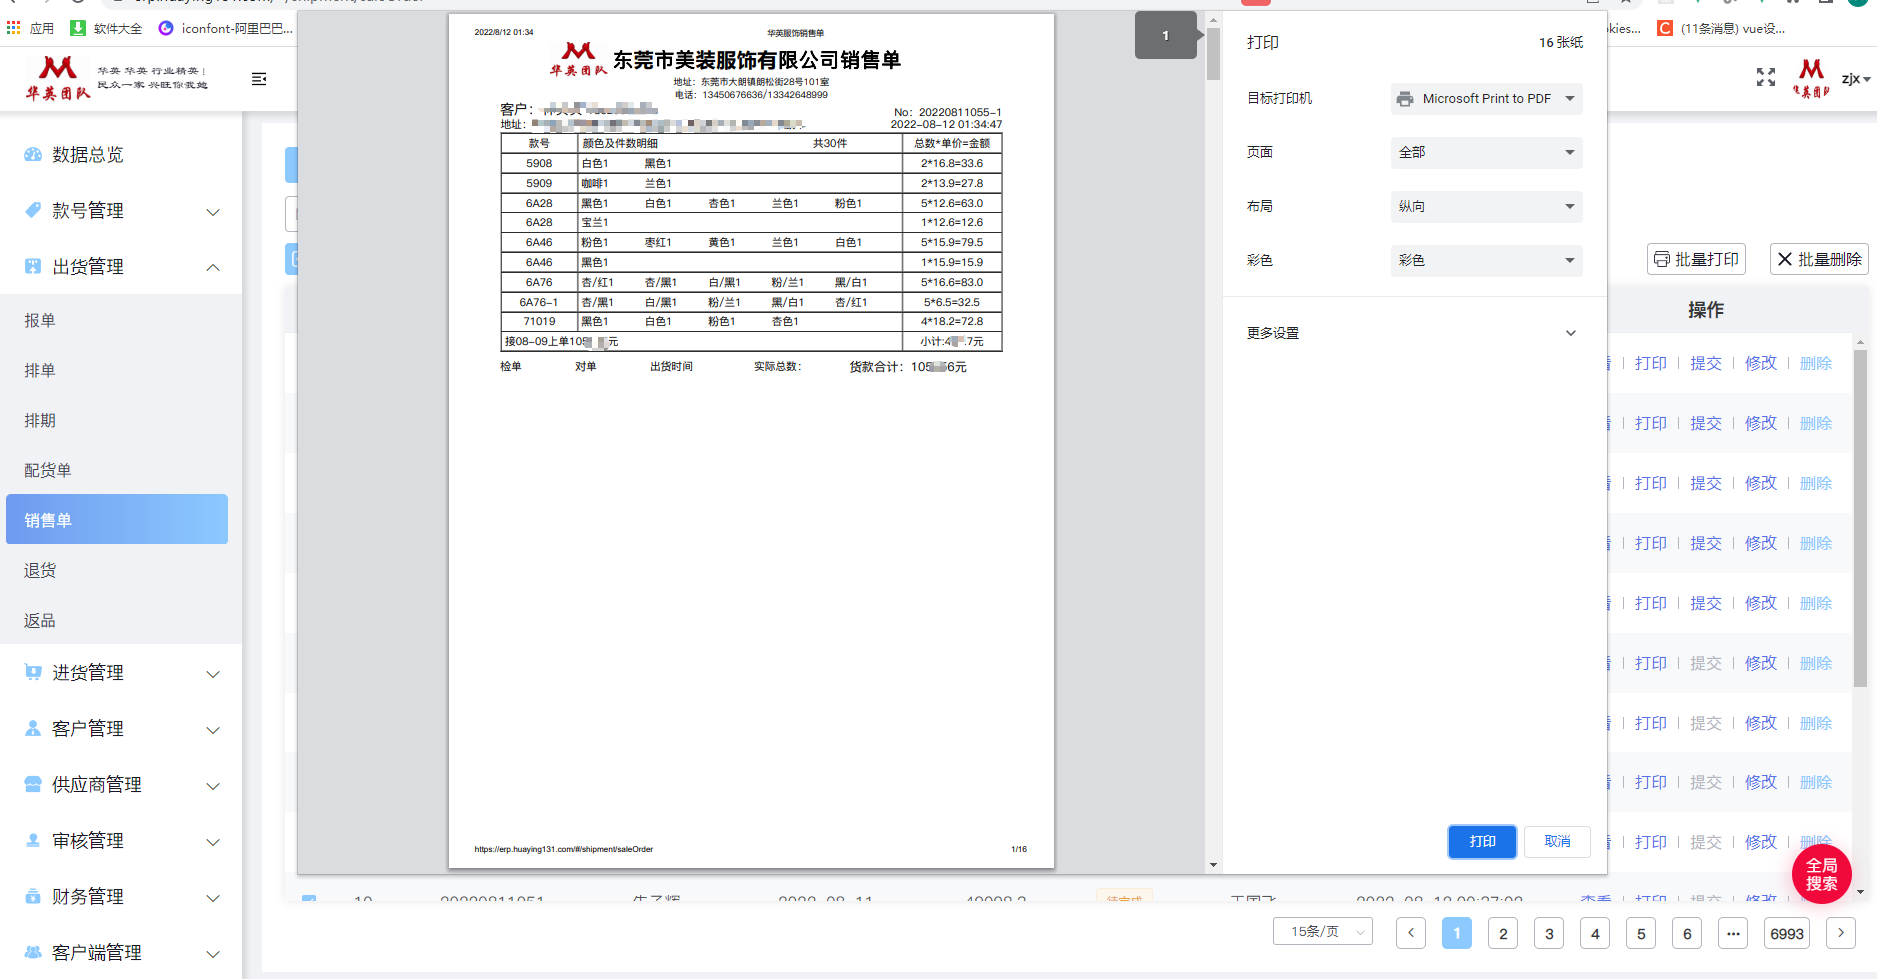 应用
软件大全
iconfont-阿里巴巴...
(11条消息) vue设...
华英团队
华英 华英 行业精英！
民众一家 兴旺你我她
zjx
数据总览
款号管理
出货管理
报单
排单
排期
配货单
销售单
退货
返品
进货管理
客户管理
供应商管理
审核管理
财务管理
客户端管理
2022/8/12 01:34
华英服饰销售单
华英团队
东莞市美装服饰有限公司销售单
地址：东莞市大朗镇朗松街28号101室
电话：13450676636/13342648999
客户：
No：20220811055-1
地址：
2022-08-12 01:34:47
款号 颜色及件数明细 共30件 总数*单价=金额
5908 白色1 黑色1 2*16.8=33.6
5909 咖啡1 兰色1 2*13.9=27.8
6A28 黑色1 白色1 杏色1 兰色1 粉色1 5*12.6=63.0
6A28 宝兰1 1*12.6=12.6
6A46 粉色1 枣红1 黄色1 兰色1 白色1 5*15.9=79.5
6A46 黑色1 1*15.9=15.9
6A76 杏/红1 杏/黑1 白/黑1 粉/兰1 黑/白1 5*16.6=83.0
6A76-1 杏/黑1 白/黑1 粉/兰1 黑/白1 杏/红1 5*6.5=32.5
71019 黑色1 白色1 粉色1 杏色1 4*18.2=72.8
接08-09上单 元 小计: .7元
检单 对单 出货时间 实际总数： 货款合计： 6元
https://erp.huaying131.com/#/shipment/saleOrder
1/16
1
打印 16 张纸
目标打印机 Microsoft Print to PDF
页面 全部
布局 纵向
彩色 彩色
更多设置
打印 取消
批量打印 批量删除
操作
打印 提交 修改 删除
打印 提交 修改 删除
打印 提交 修改 删除
打印 提交 修改 删除
打印 提交 修改 删除
打印 提交 修改 删除
打印 提交 修改 删除
打印 提交 修改 删除
打印 提交 修改 删除
全局
搜索
15条/页 1 2 3 4 5 6 ••• 6993